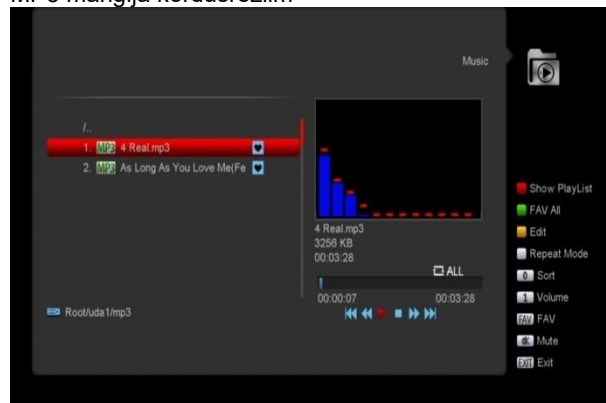 Music
/..
1. MP3 4 Real.mp3
2. MP3 As Long As You Love Me(Fe
4 Real.mp3
3256 KB
00:03:28
ALL
00:00:07 00:03:28
Root/uda1/mp3
Show PlayList
FAV All
Edit
Repeat Mode
0 Sort
1 Volume
FAV FAV
Mute
EXIT Exit